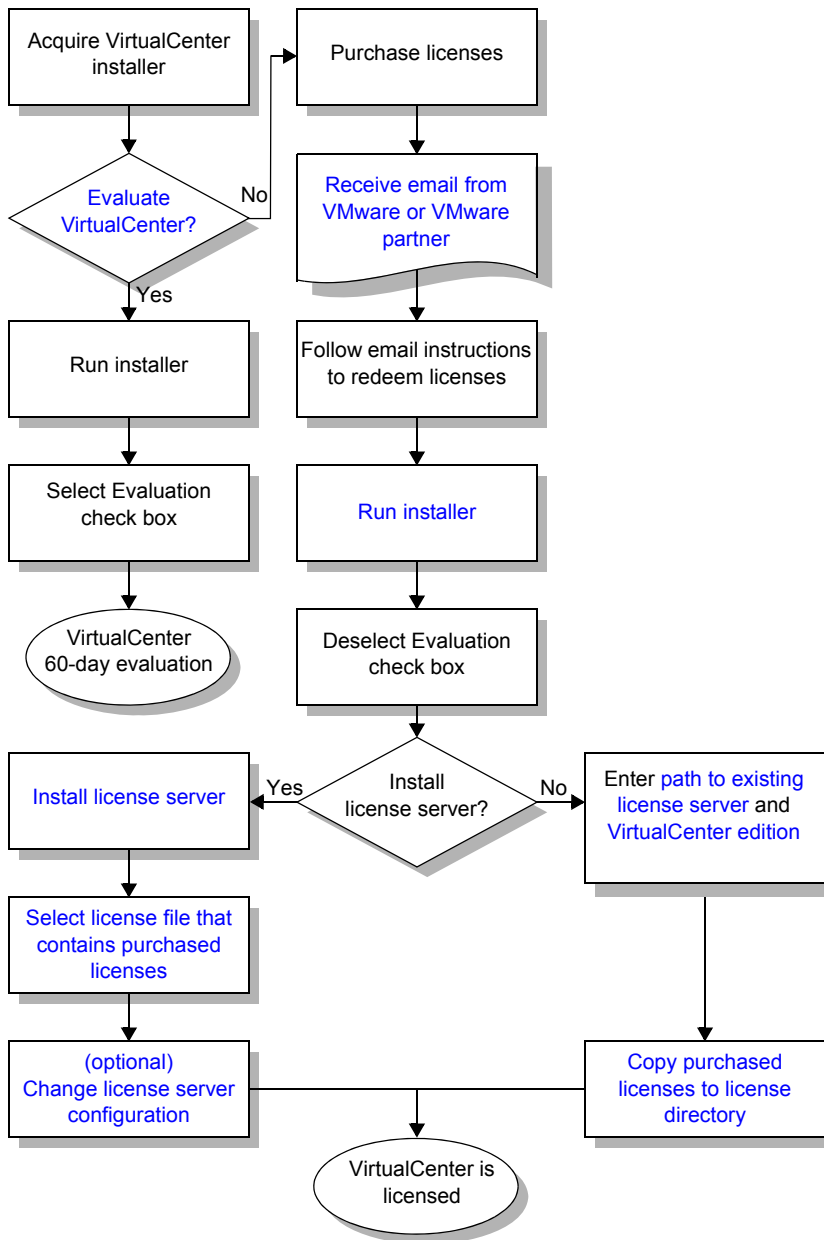 Acquire VirtualCenter
installer
Evaluate
VirtualCenter?
No
Yes
Run installer
Select Evaluation
check box
VirtualCenter
60-day evaluation
Purchase licenses
Receive email from
VMware or VMware
partner
Follow email instructions
to redeem licenses
Run installer
Deselect Evaluation
check box
Install
license server?
Yes
No
Install license server
Select license file that
contains purchased
licenses
(optional)
Change license server
configuration
Enter path to existing
license server and
VirtualCenter edition
Copy purchased
licenses to license
directory
VirtualCenter is
licensed